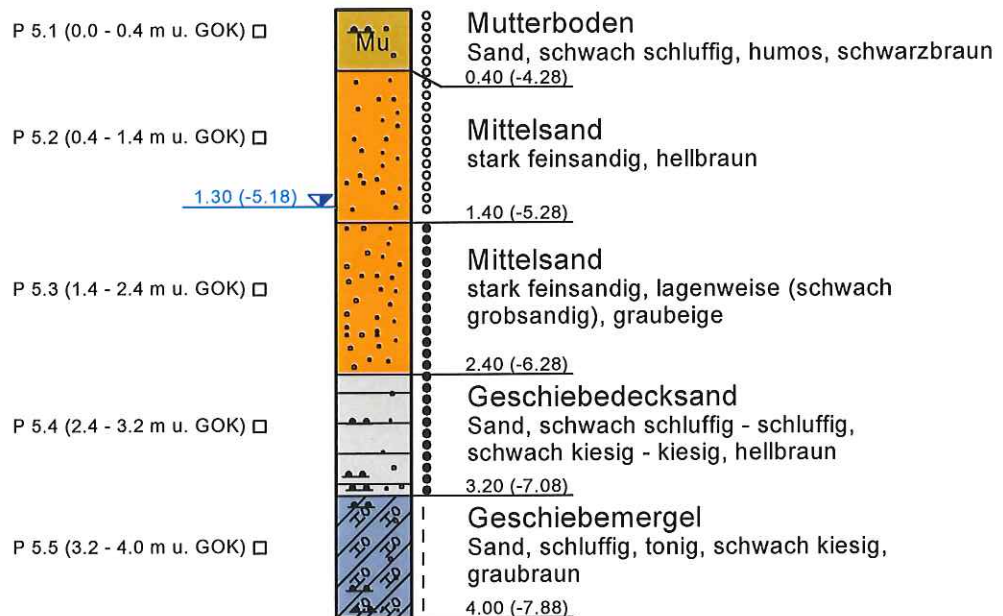 P 5.1 (0.0 - 0.4 m u. GOK)
Mu
Mutterboden
Sand, schwach schluffig, humos, schwarzbraun
0.40 (-4.28)
P 5.2 (0.4 - 1.4 m u. GOK)
Mittelsand
stark feinsandig, hellbraun
1.30 (-5.18)
1.40 (-5.28)
P 5.3 (1.4 - 2.4 m u. GOK)
Mittelsand
stark feinsandig, lagenweise (schwach
grobsandig), graubeige
2.40 (-6.28)
P 5.4 (2.4 - 3.2 m u. GOK)
Geschiebedecksand
Sand, schwach schluffig - schluffig,
schwach kiesig - kiesig, hellbraun
3.20 (-7.08)
P 5.5 (3.2 - 4.0 m u. GOK)
Geschiebemergel
Sand, schluffig, tonig, schwach kiesig,
graubraun
4.00 (-7.88)